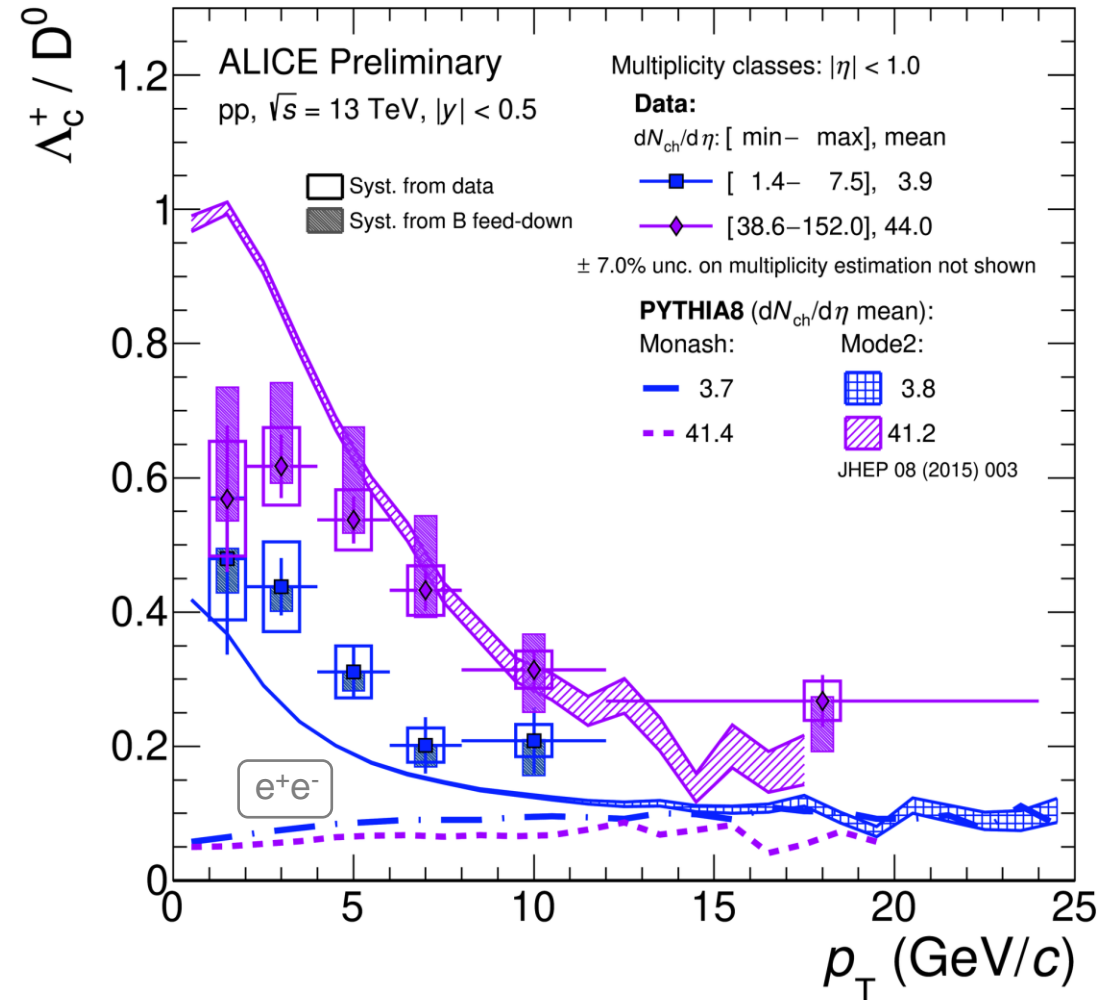 Λc+ / D0
ALICE Preliminary
pp, √s = 13 TeV, |y| < 0.5
Syst. from data
Syst. from B feed-down
Multiplicity classes: |η| < 1.0
Data:
dNch/dη: [ min− max], mean
[ 1.4− 7.5], 3.9
[38.6−152.0], 44.0
± 7.0% unc. on multiplicity estimation not shown
PYTHIA8 (dNch/dη mean):
Monash: Mode2:
3.7 3.8
41.4 41.2
JHEP 08 (2015) 003
1.2
1
0.8
0.6
0.4
0.2
0
e+e-
0 5 10 15 20 25
pT (GeV/c)